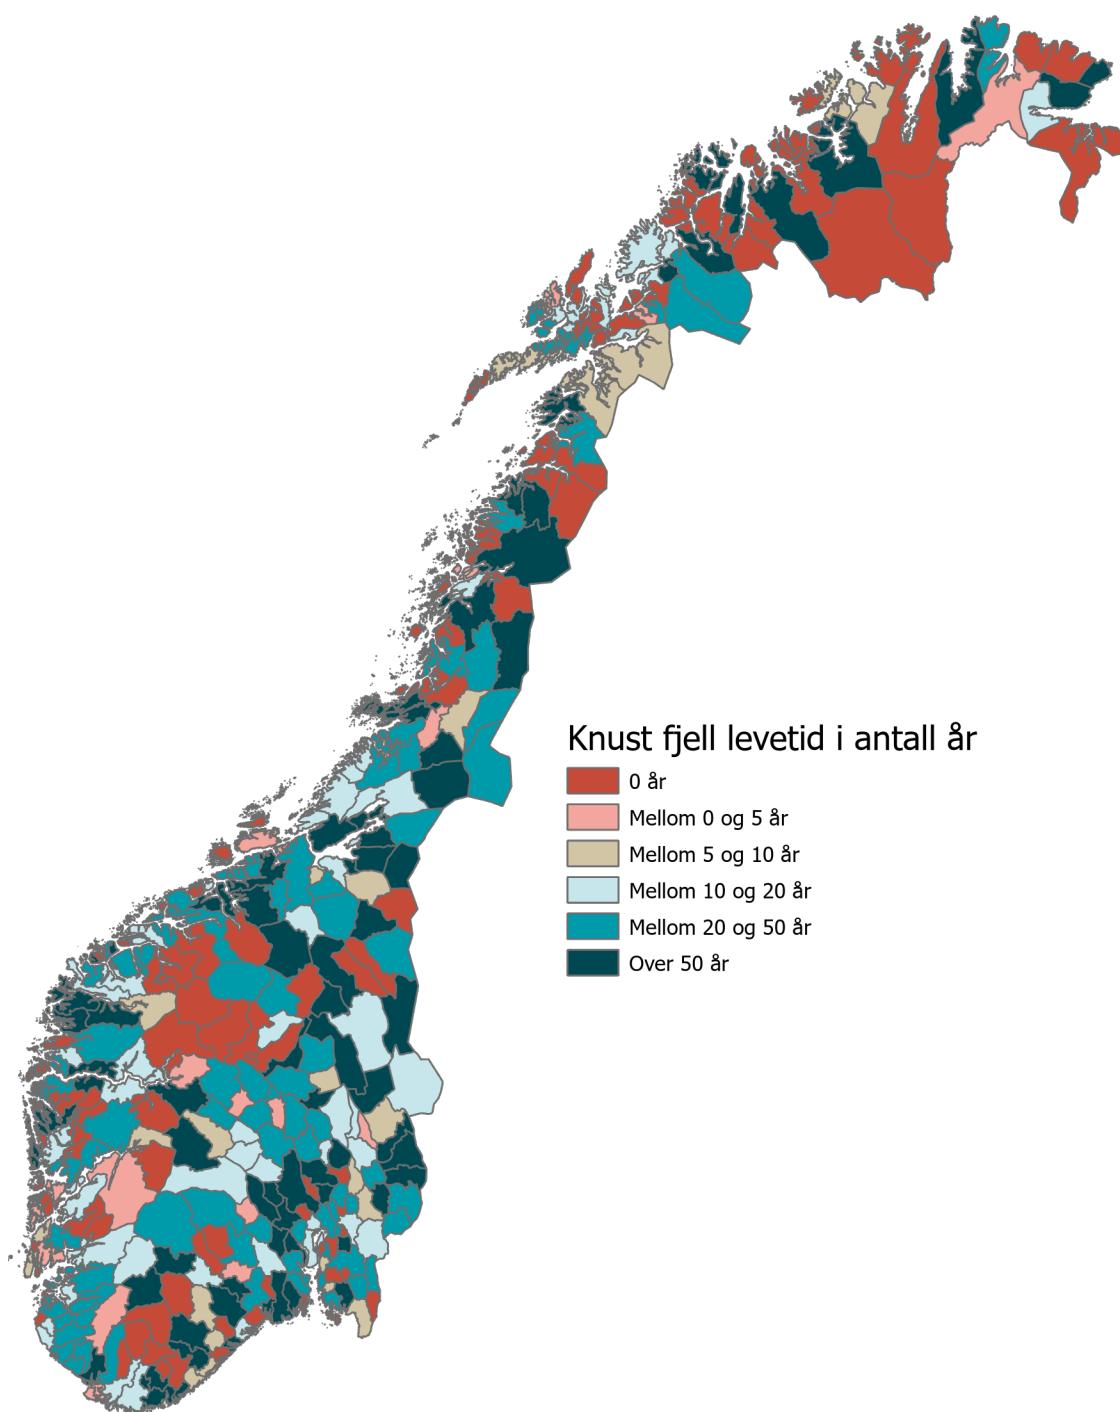 Knust fjell levetid i antall år
0 år
Mellom 0 og 5 år
Mellom 5 og 10 år
Mellom 10 og 20 år
Mellom 20 og 50 år
Over 50 år